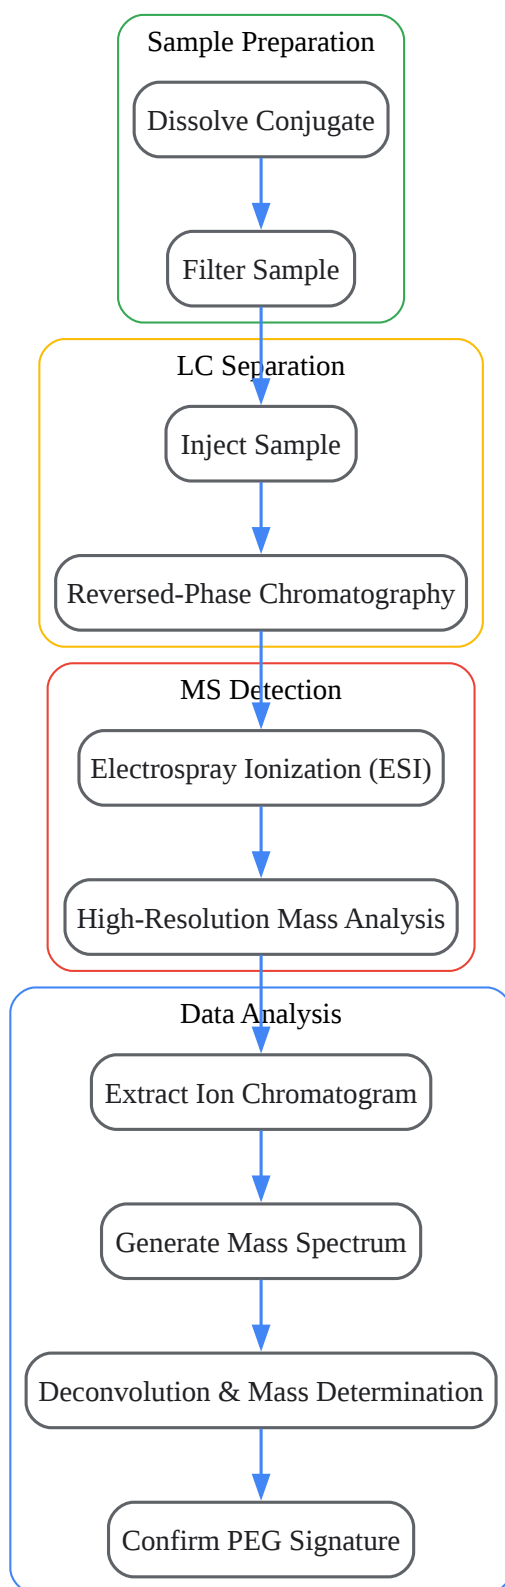 Sample Preparation
Dissolve Conjugate
Filter Sample
LC Separation
Inject Sample
Reversed-Phase Chromatography
MS Detection
Electrospray Ionization (ESI)
High-Resolution Mass Analysis
Data Analysis
Extract Ion Chromatogram
Generate Mass Spectrum
Deconvolution & Mass Determination
Confirm PEG Signature